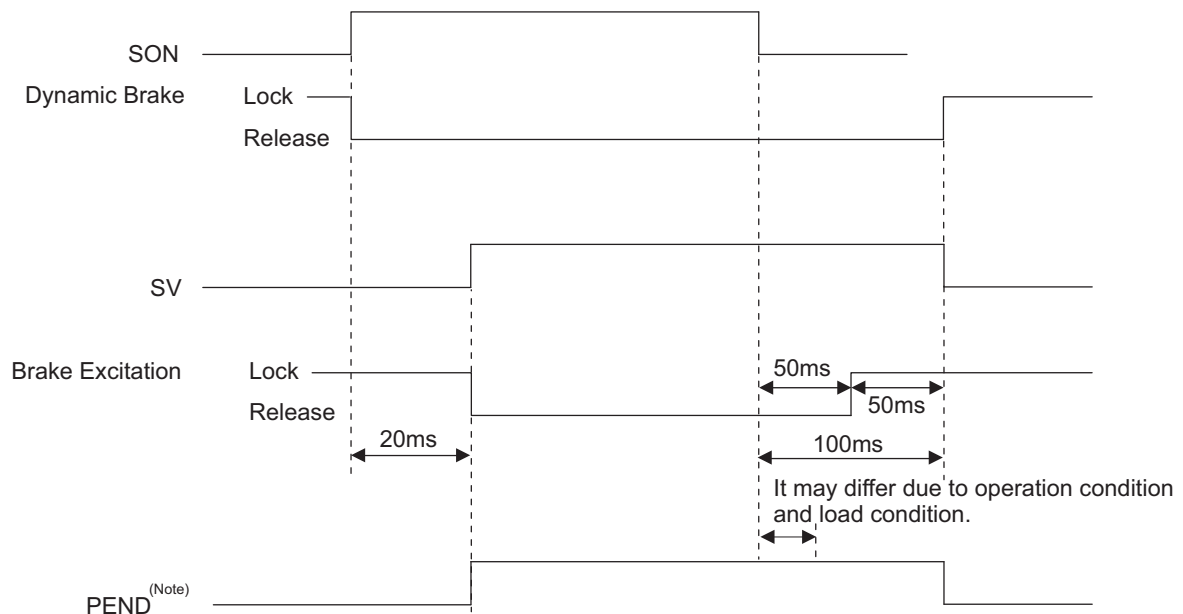 SON
Dynamic Brake Lock
Release
SV
Brake Excitation Lock
50ms
Release
50ms
20ms
100ms
It may differ due to operation condition
and load condition.
PEND(Note)